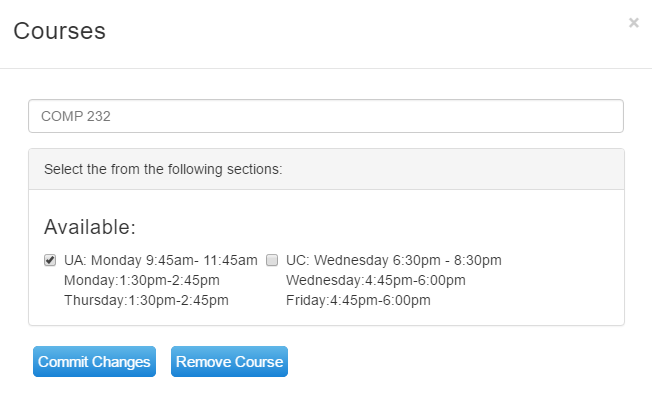 Courses
×
COMP 232
Select the from the following sections:
Available:
UA: Monday 9:45am- 11:45am
Monday:1:30pm-2:45pm
Thursday:1:30pm-2:45pm
UC: Wednesday 6:30pm - 8:30pm
Wednesday:4:45pm-6:00pm
Friday:4:45pm-6:00pm
Commit Changes
Remove Course